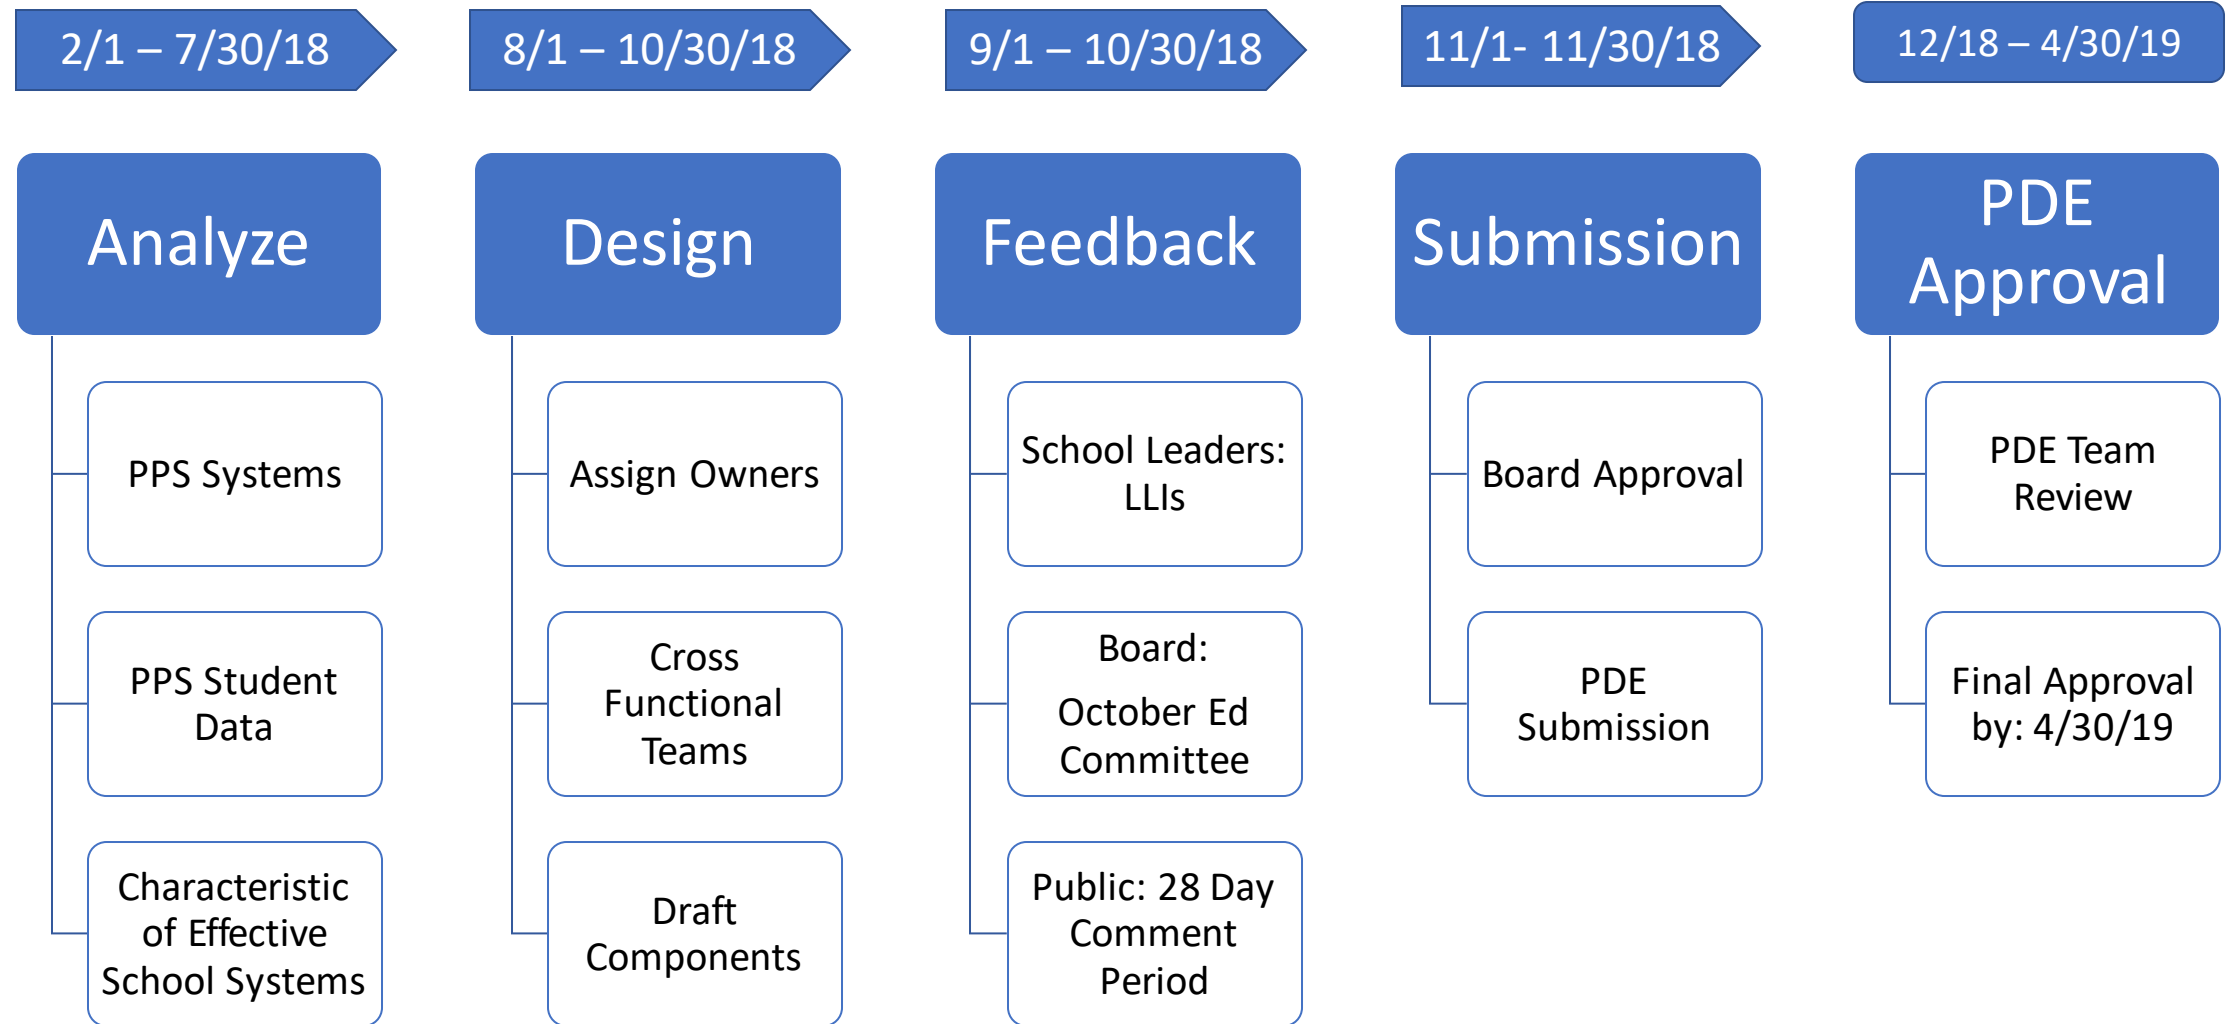 2/1 – 7/30/18
8/1 – 10/30/18
9/1 – 10/30/18
11/1- 11/30/18
12/18 – 4/30/19
Analyze
PPS Systems
PPS Student
Data
Characteristic
of Effective
School Systems
Design
Assign Owners
Cross
Functional
Teams
Draft
Components
Feedback
School Leaders:
LLIs
Board:
October Ed
Committee
Public: 28 Day
Comment
Period
Submission
Board Approval
PDE
Submission
PDE
Approval
PDE Team
Review
Final Approval
by: 4/30/19